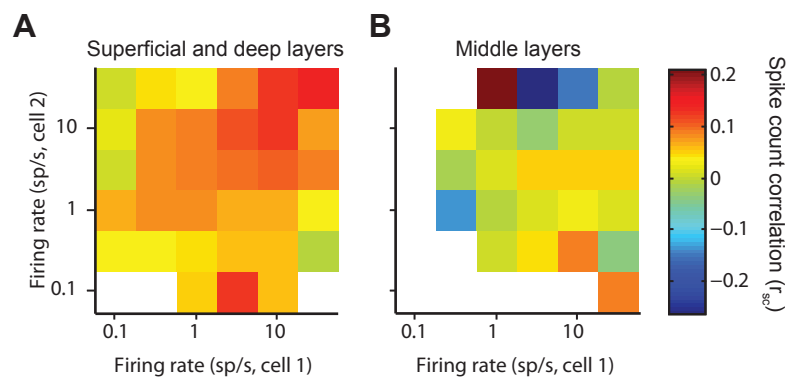 A
Superficial and deep layers
B
Middle layers
Firing rate (sp/s, cell 2)
10
1
0.1
0.1
1
10
Firing rate (sp/s, cell 1)
0.1
1
10
Firing rate (sp/s, cell 1)
0.2
0.1
0
−0.1
−0.2
Spike count correlation (rsc)